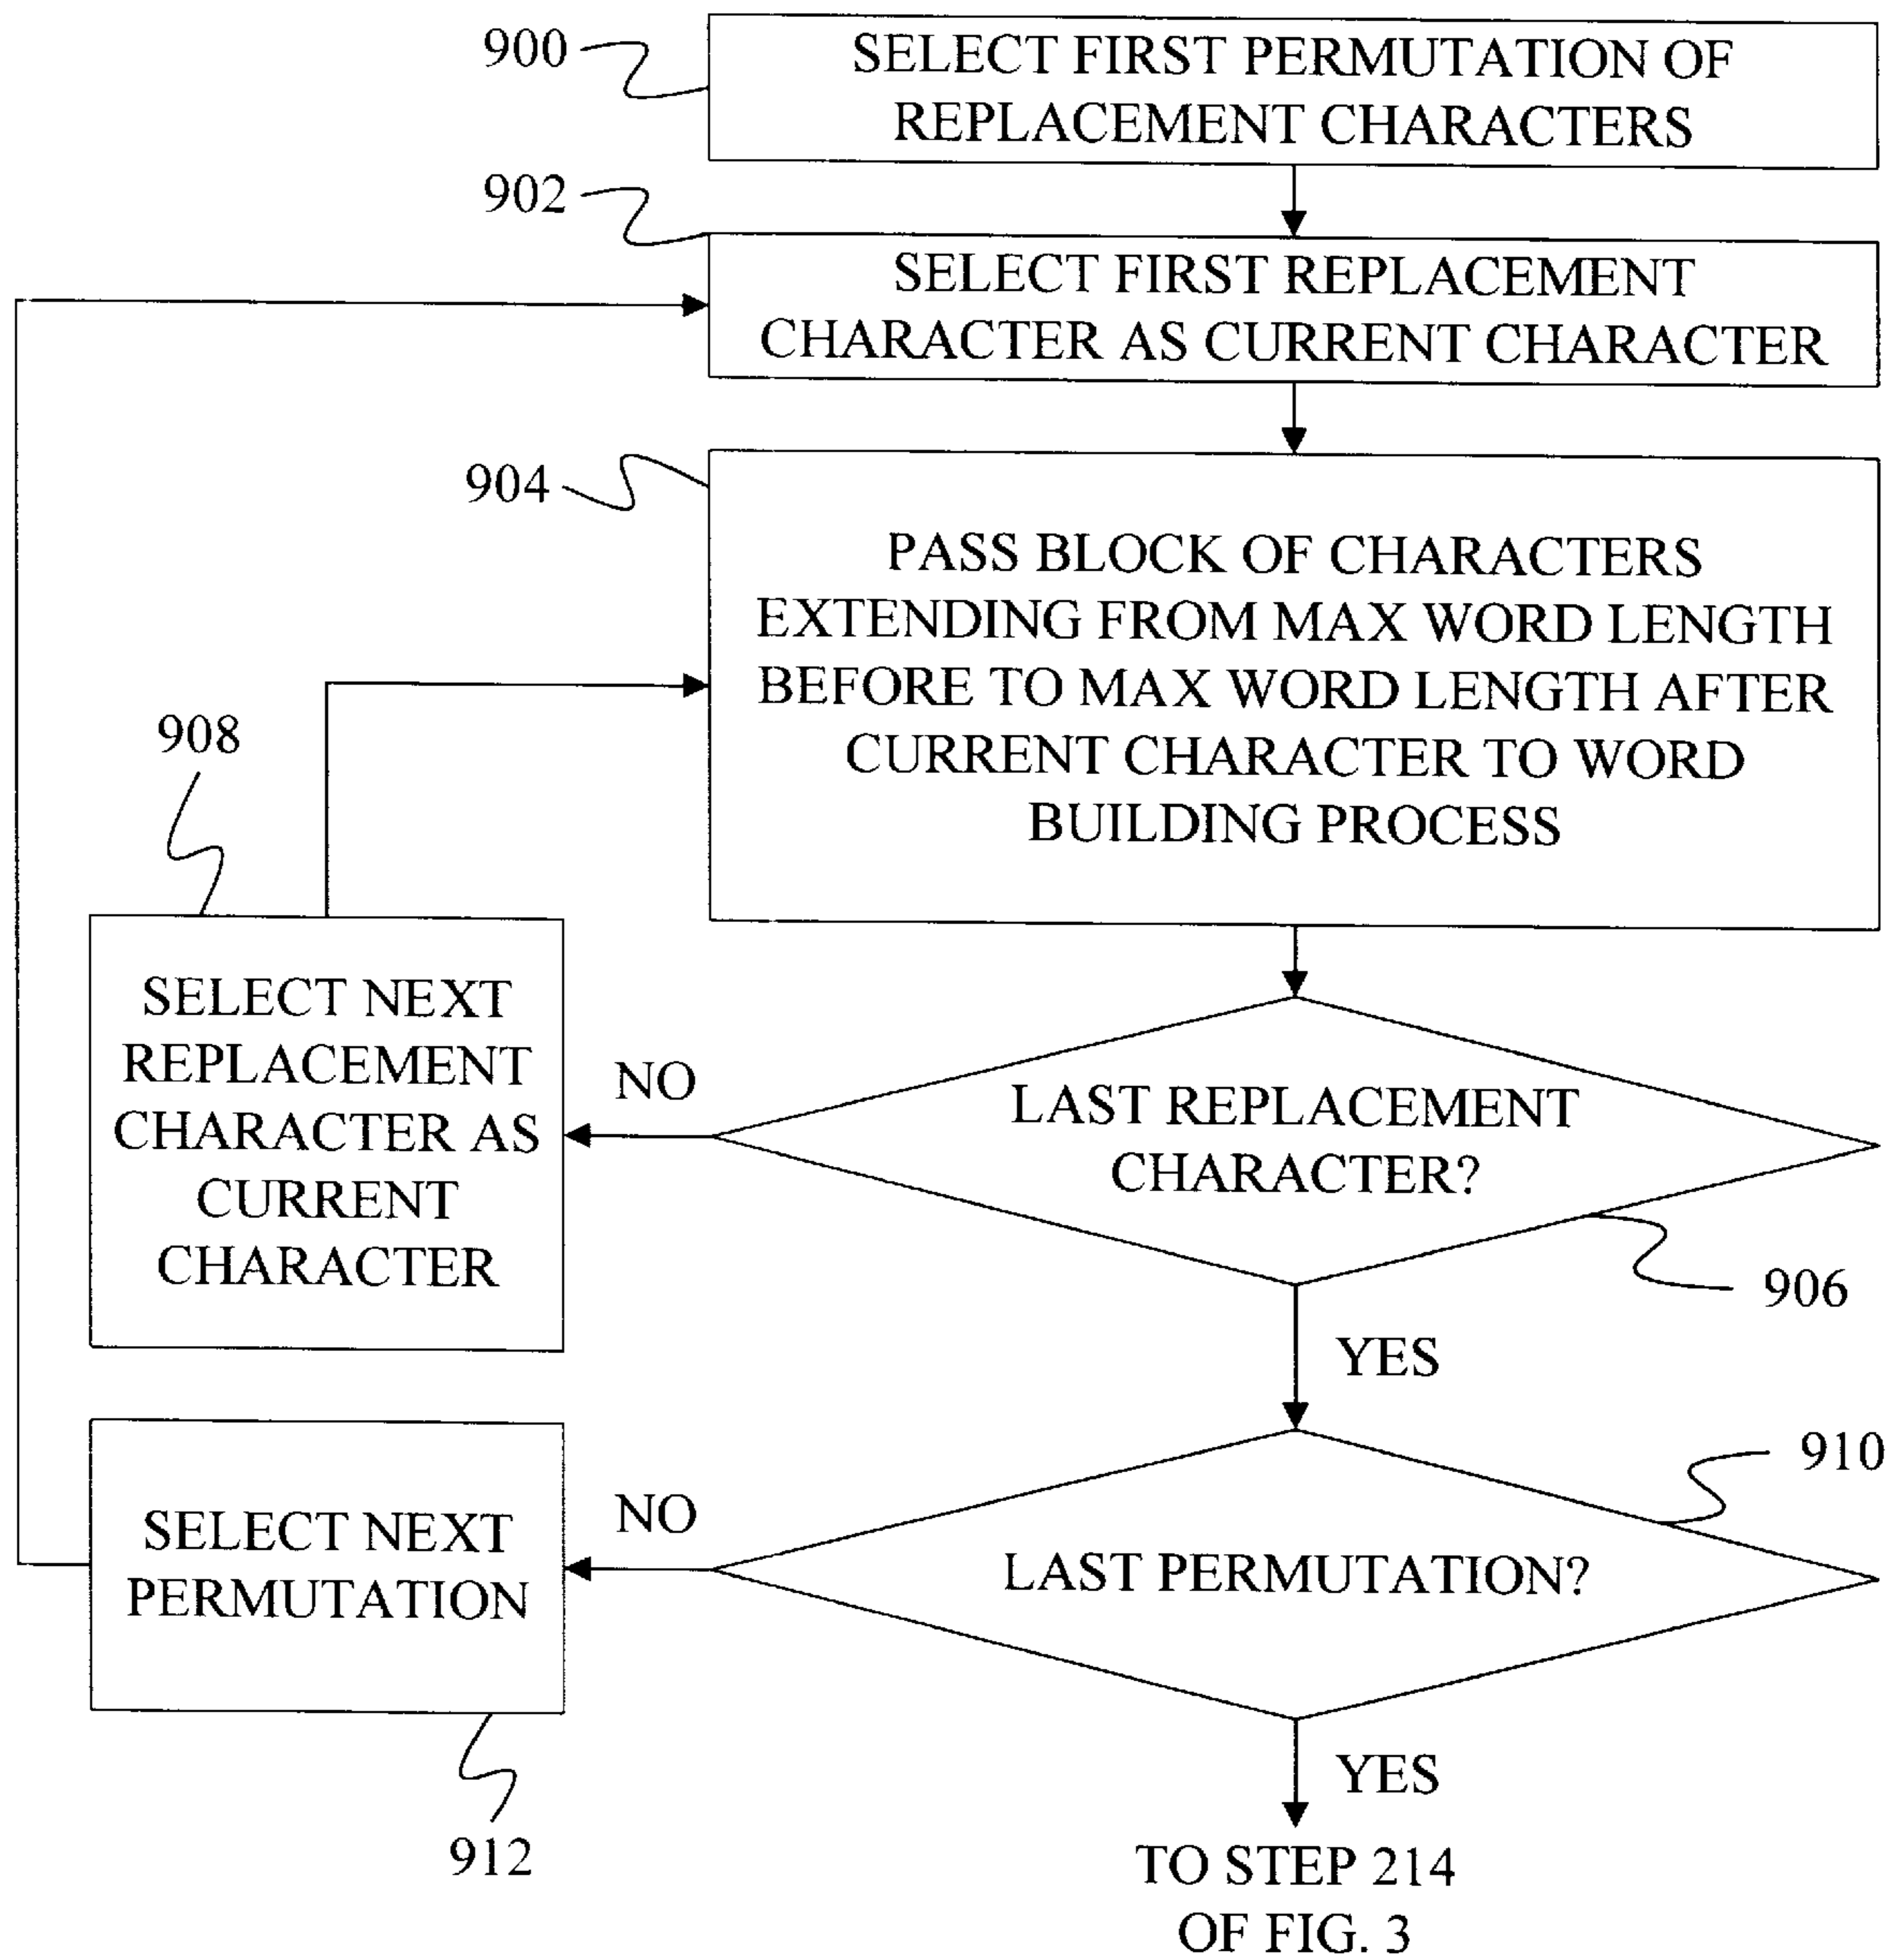 900
SELECT FIRST PERMUTATION OF
REPLACEMENT CHARACTERS
902
SELECT FIRST REPLACEMENT
CHARACTER AS CURRENT CHARACTER
904
PASS BLOCK OF CHARACTERS
EXTENDING FROM MAX WORD LENGTH
BEFORE TO MAX WORD LENGTH AFTER
CURRENT CHARACTER TO WORD
BUILDING PROCESS
908
SELECT NEXT
REPLACEMENT
CHARACTER AS
CURRENT
CHARACTER
NO
LAST REPLACEMENT
CHARACTER?
906
YES
910
SELECT NEXT
PERMUTATION
NO
LAST PERMUTATION?
912
YES
TO STEP 214
OF FIG. 3